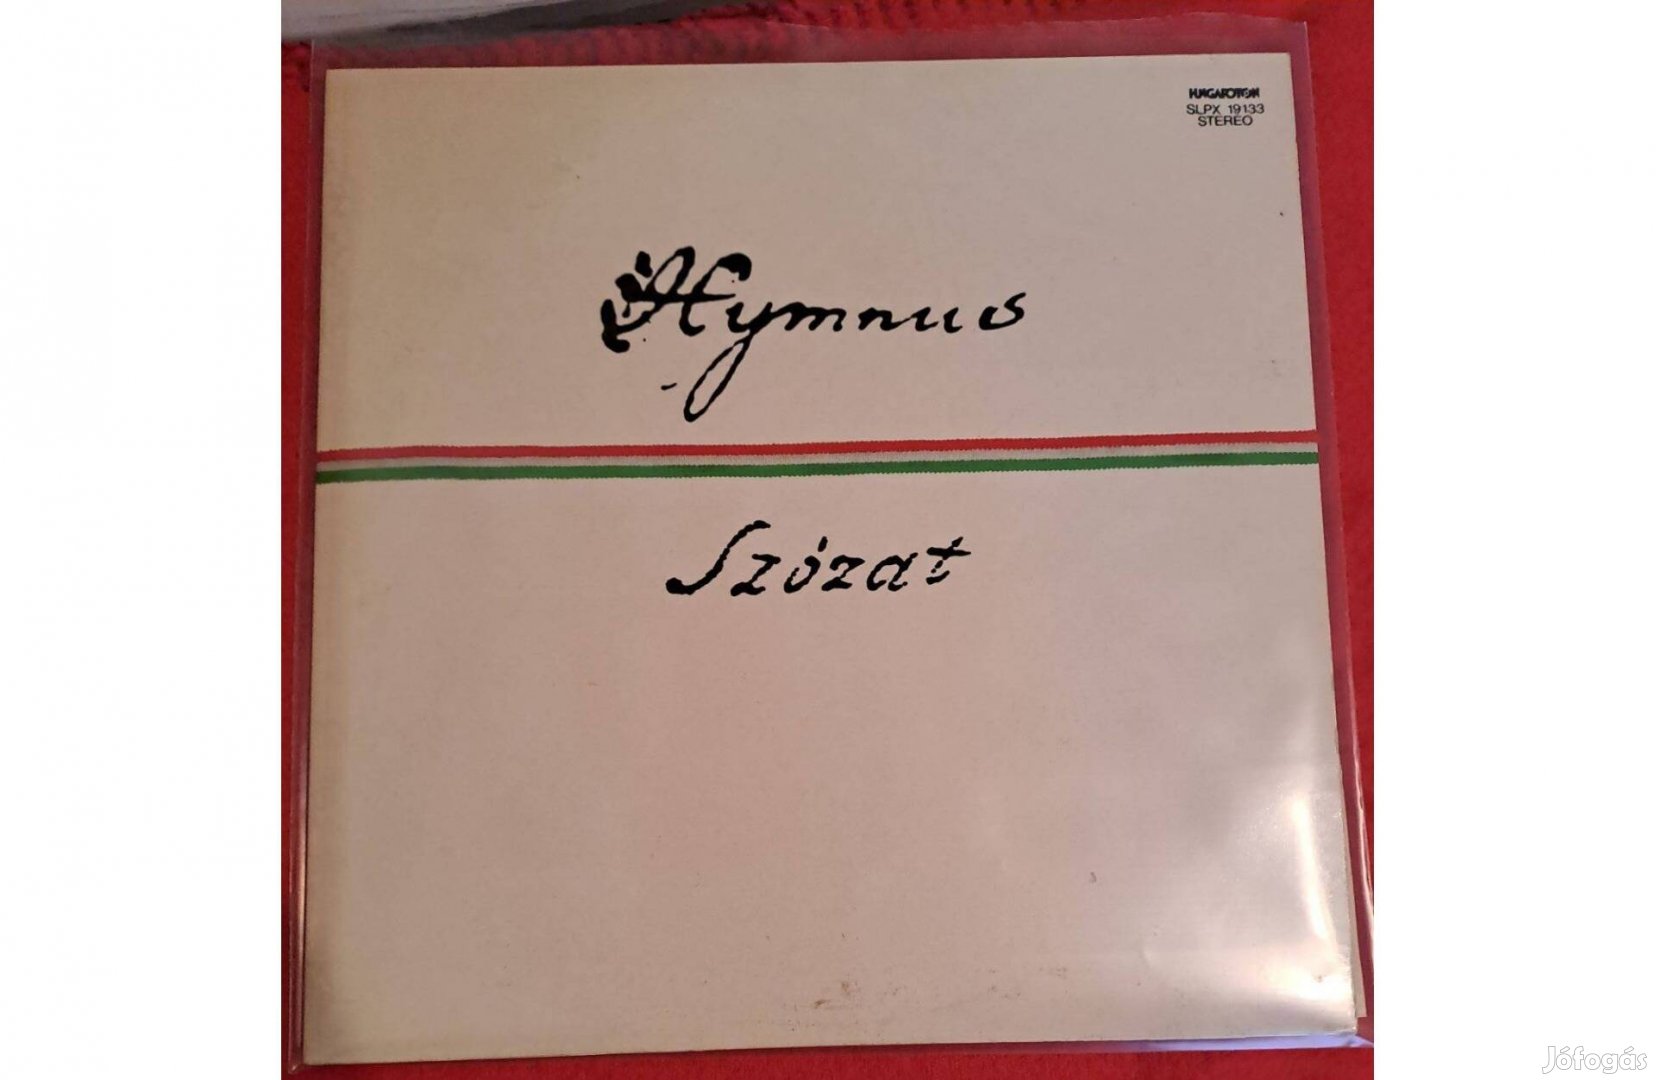 HUNGAROTON
SLPX 19133
STEREO
Hymnus
Szózat
Jófogás